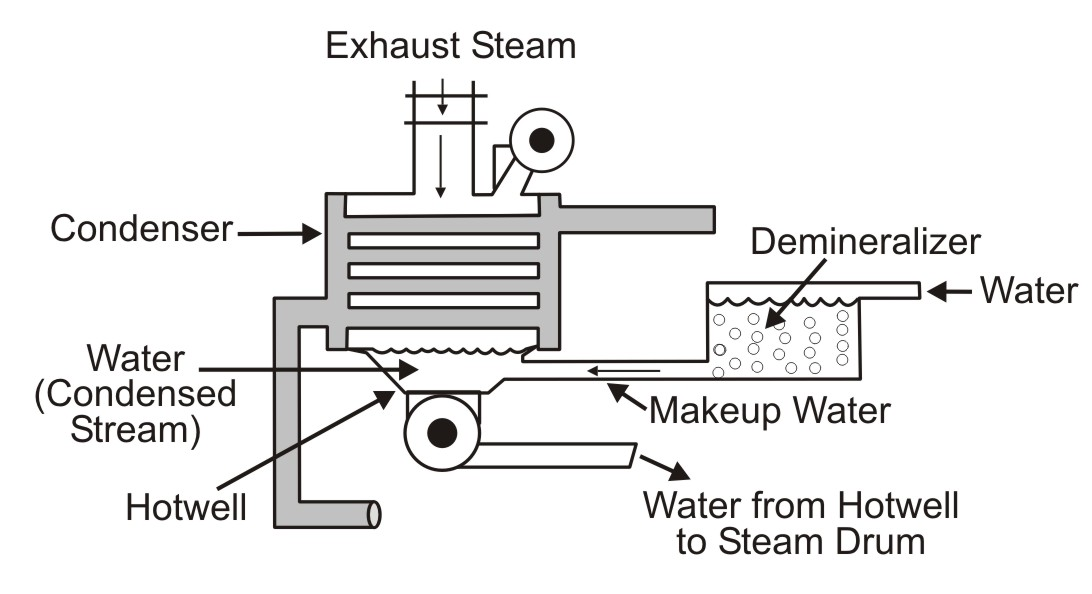 Exhaust Steam
Condenser
Demineralizer
Water
Water
(Condensed
Stream)
Makeup Water
Hotwell
Water from Hotwell
to Steam Drum